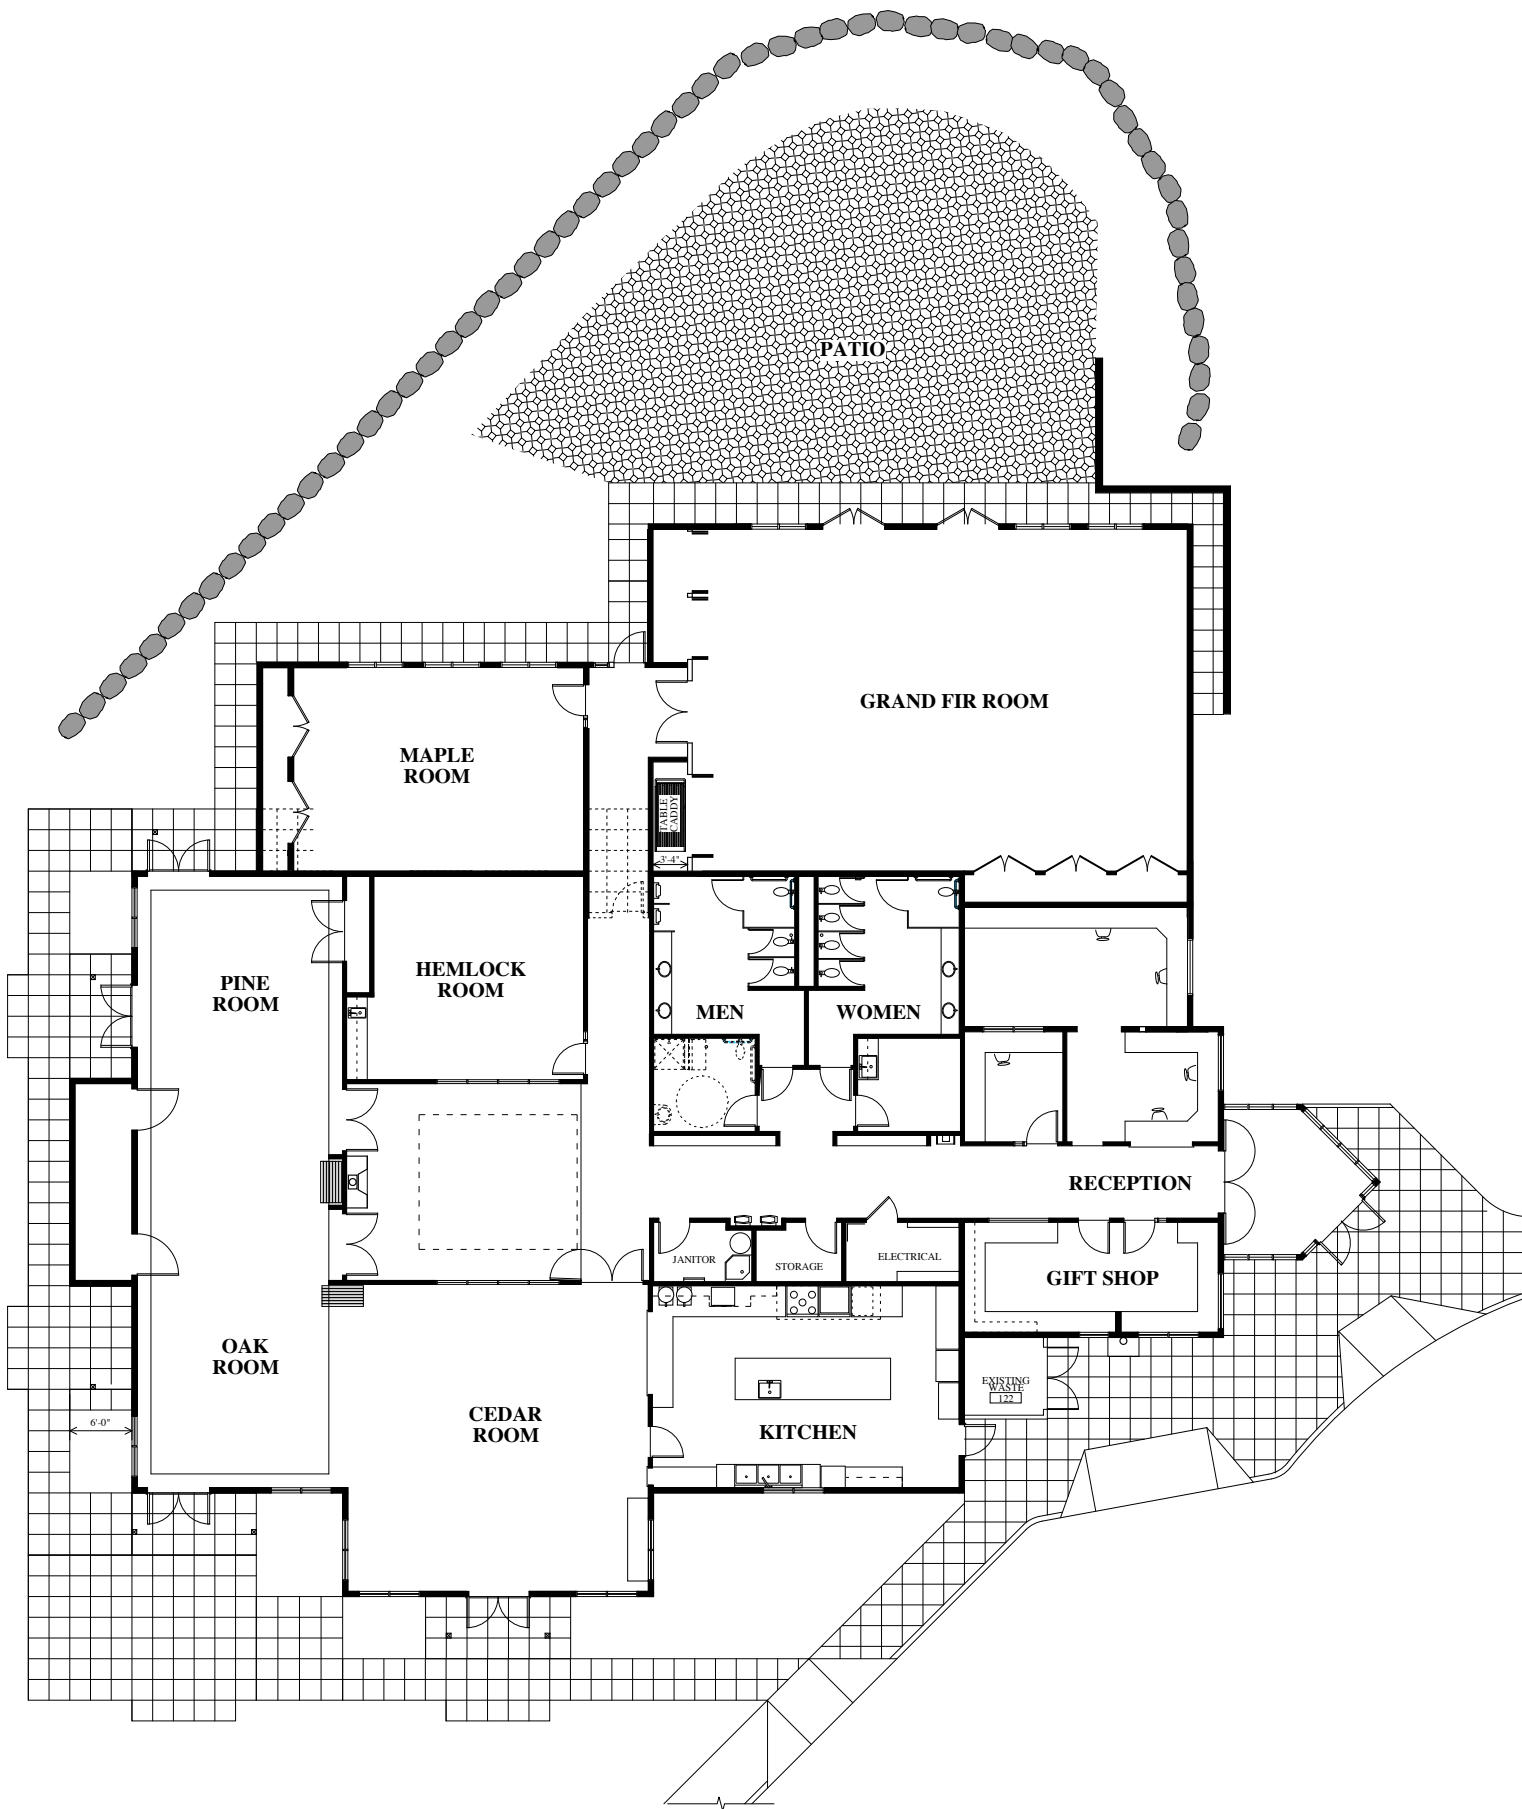 PATIO
GRAND FIR ROOM
MAPLE
ROOM
TABLE
CADDY
3'-4"
PINE
ROOM
HEMLOCK
ROOM
MEN
WOMEN
RECEPTION
JANITOR
STORAGE
ELECTRICAL
GIFT SHOP
OAK
ROOM
EXISTING
WASTE
122
6'-0"
CEDAR
ROOM
KITCHEN